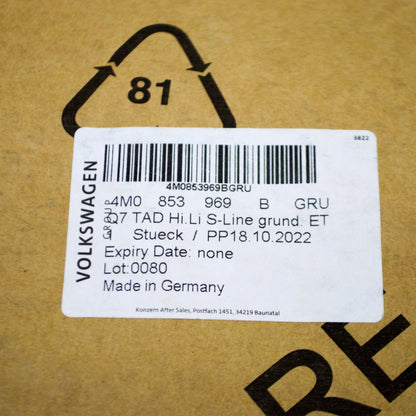 81
3822
4M0853969BGRU
VOLKSWAGEN
GROUP
4M0 853 969 B GRU
Q7 TAD Hi.Li S-Line grund. ET
1 Stueck / PP18.10.2022
Expiry Date: none
Lot:0080
Made in Germany
Konzern After Sales, Postfach 1451, 34219 Baunatal